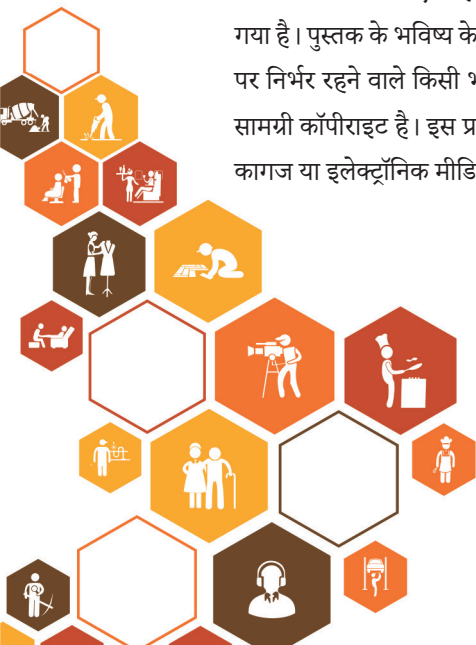 गया है। पुस्तक के भविष्य के
पर निर्भर रहने वाले किसी
सामग्री कॉपीराइट है। इस
कागज या इलेक्ट्रॉनिक